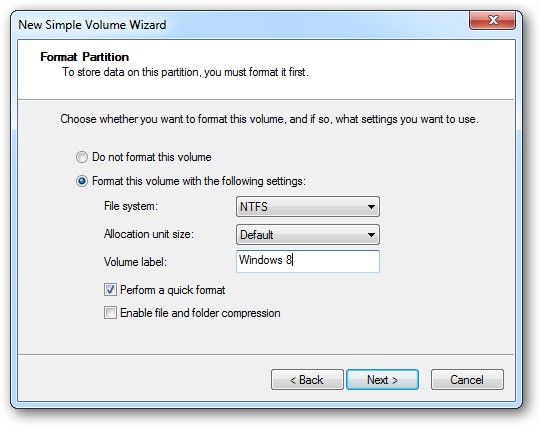 New Simple Volume Wizard
Format Partition
To store data on this partition, you must format it first.
Choose whether you want to format this volume, and if so, what settings you want to use.
Do not format this volume
Format this volume with the following settings:
File system: NTFS
Allocation unit size: Default
Volume label: Windows 8
Perform a quick format
Enable file and folder compression
< Back Next > Cancel